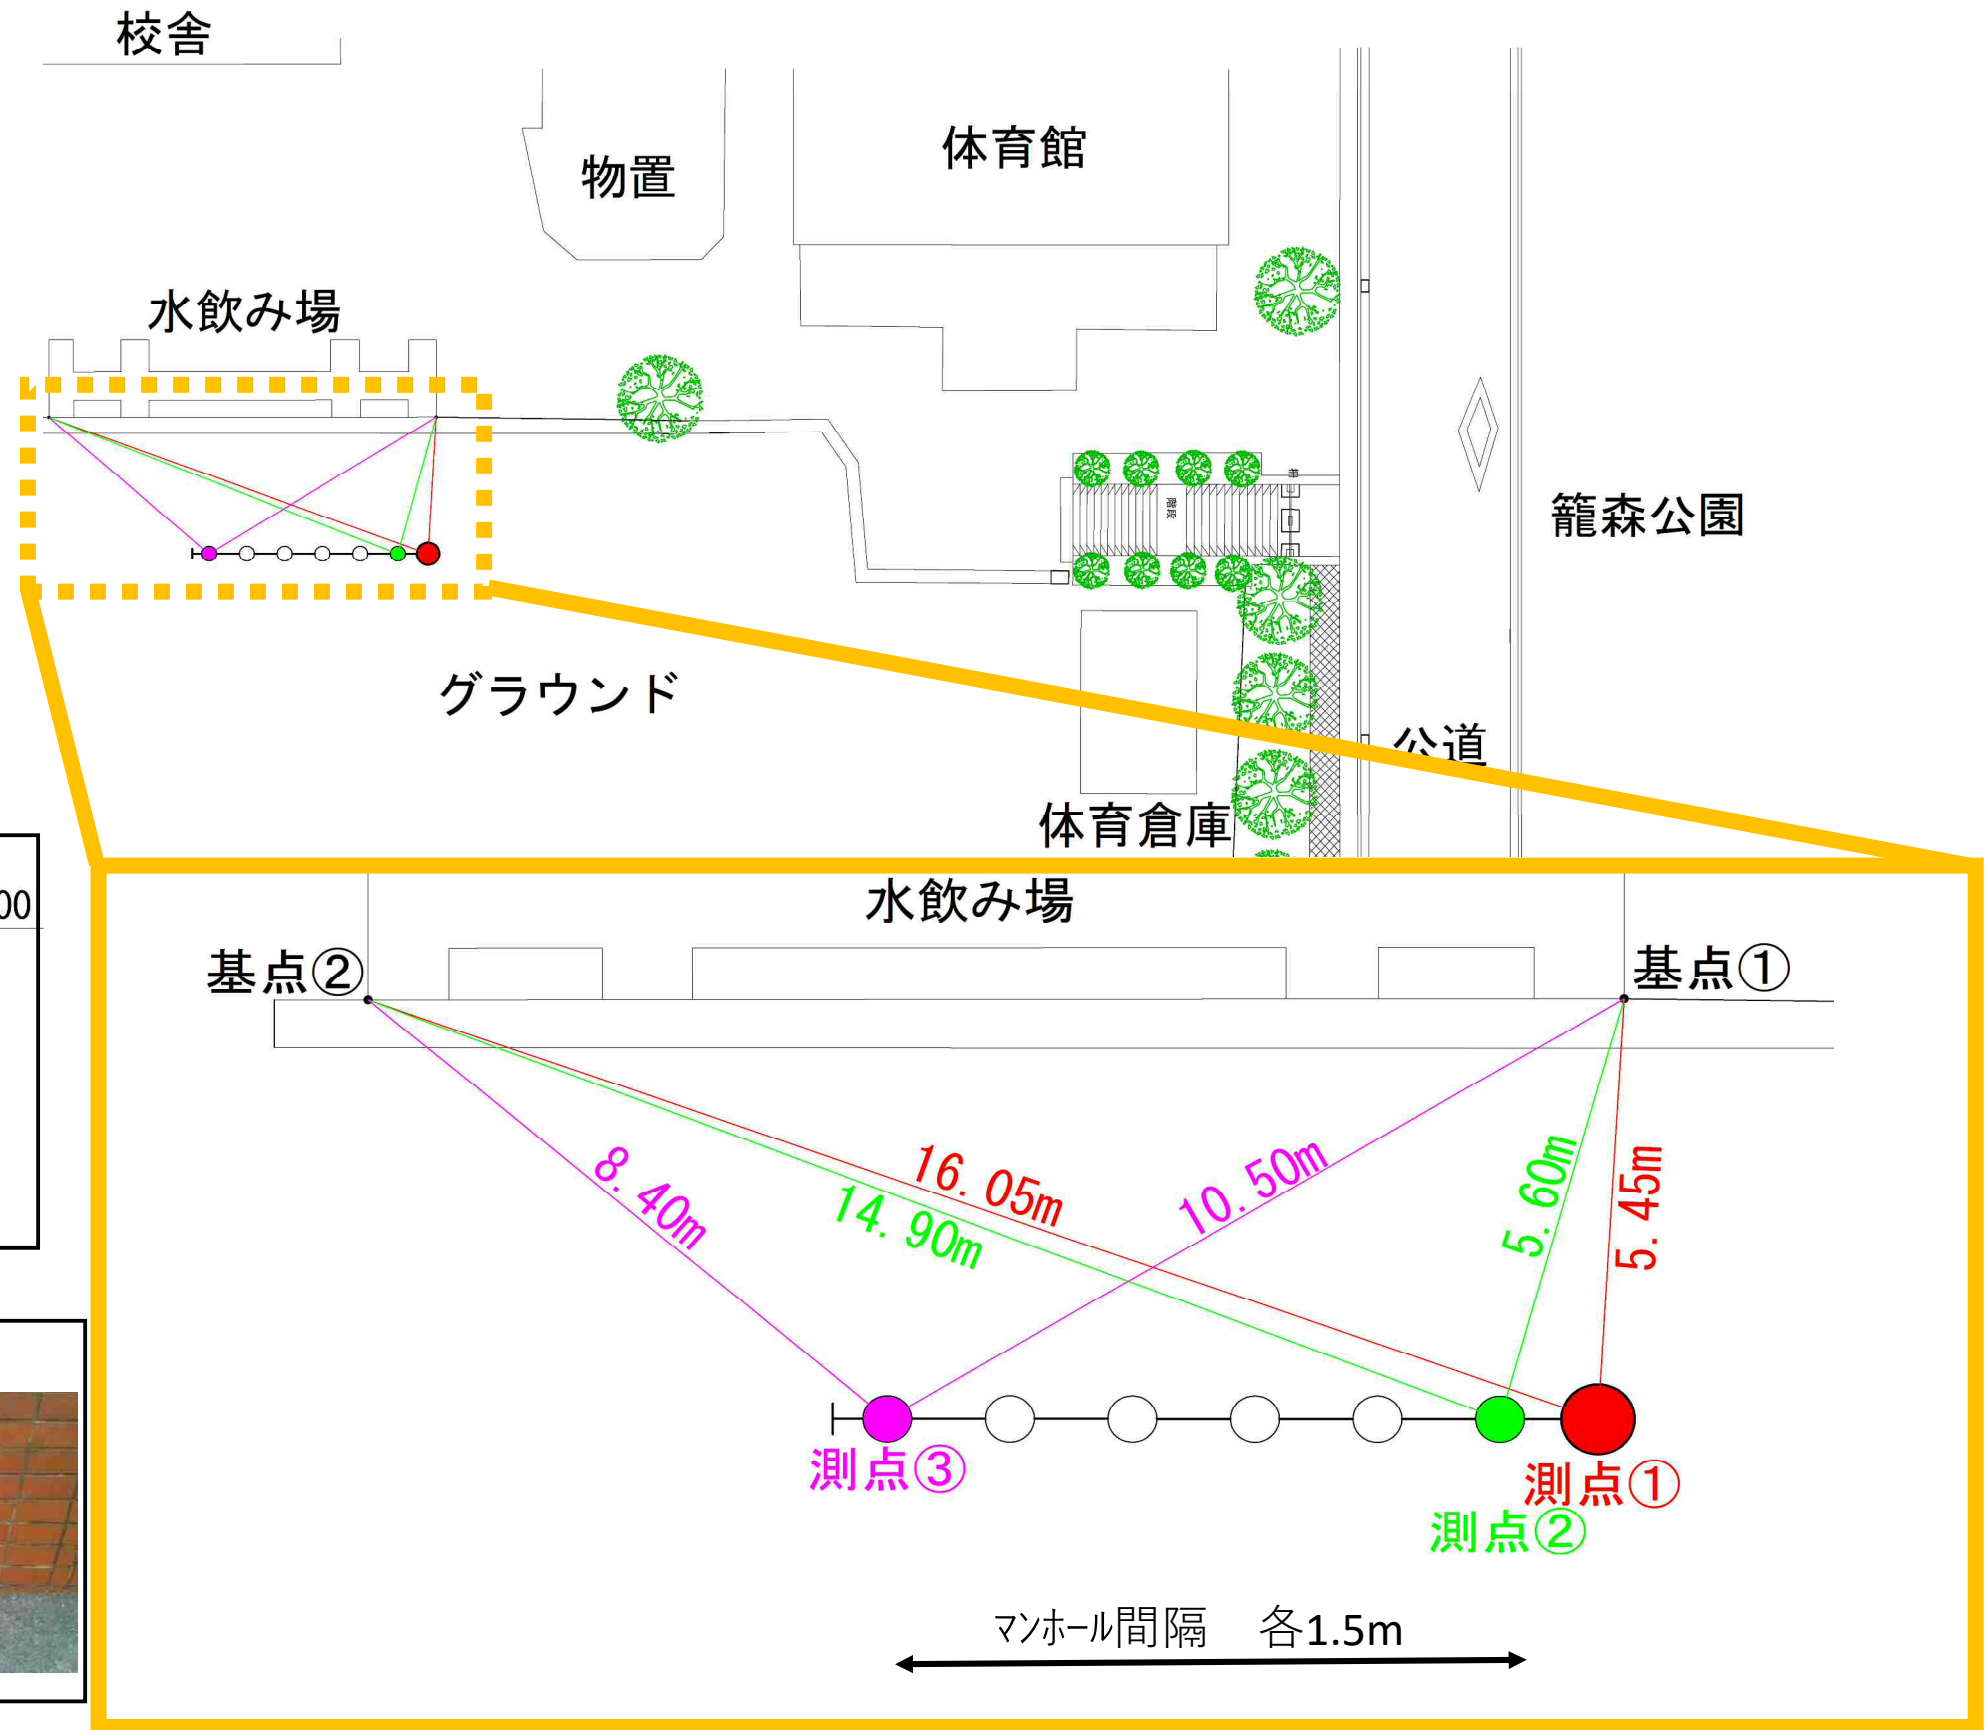 校舎
物置
体育館
水飲み場
階段
籠森公園
グラウンド
公道
体育倉庫
00
水飲み場
基点②
基点①
8.40m
16.05m
14.90m
10.50m
5.60m
5.45m
測点③
測点①
測点②
ﾏﾝﾎｰﾙ間隔　各1.5m